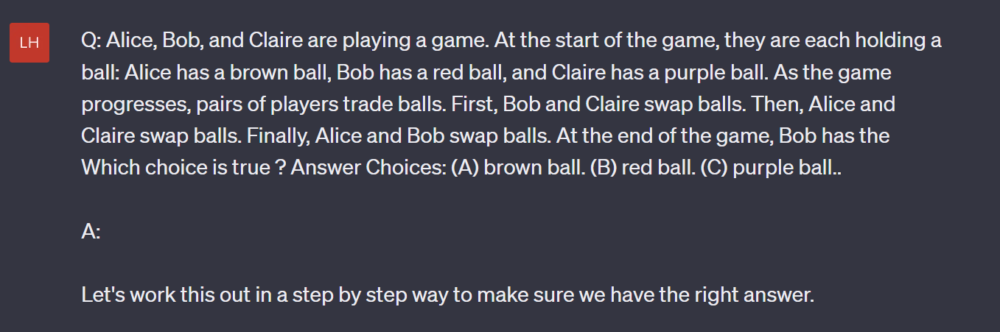 LH
Q: Alice, Bob, and Claire are playing a game. At the start of the game, they are each holding a
ball: Alice has a brown ball, Bob has a red ball, and Claire has a purple ball. As the game
progresses, pairs of players trade balls. First, Bob and Claire swap balls. Then, Alice and
Claire swap balls. Finally, Alice and Bob swap balls. At the end of the game, Bob has the
Which choice is true ? Answer Choices: (A) brown ball. (B) red ball. (C) purple ball..
A:
Let's work this out in a step by step way to make sure we have the right answer.